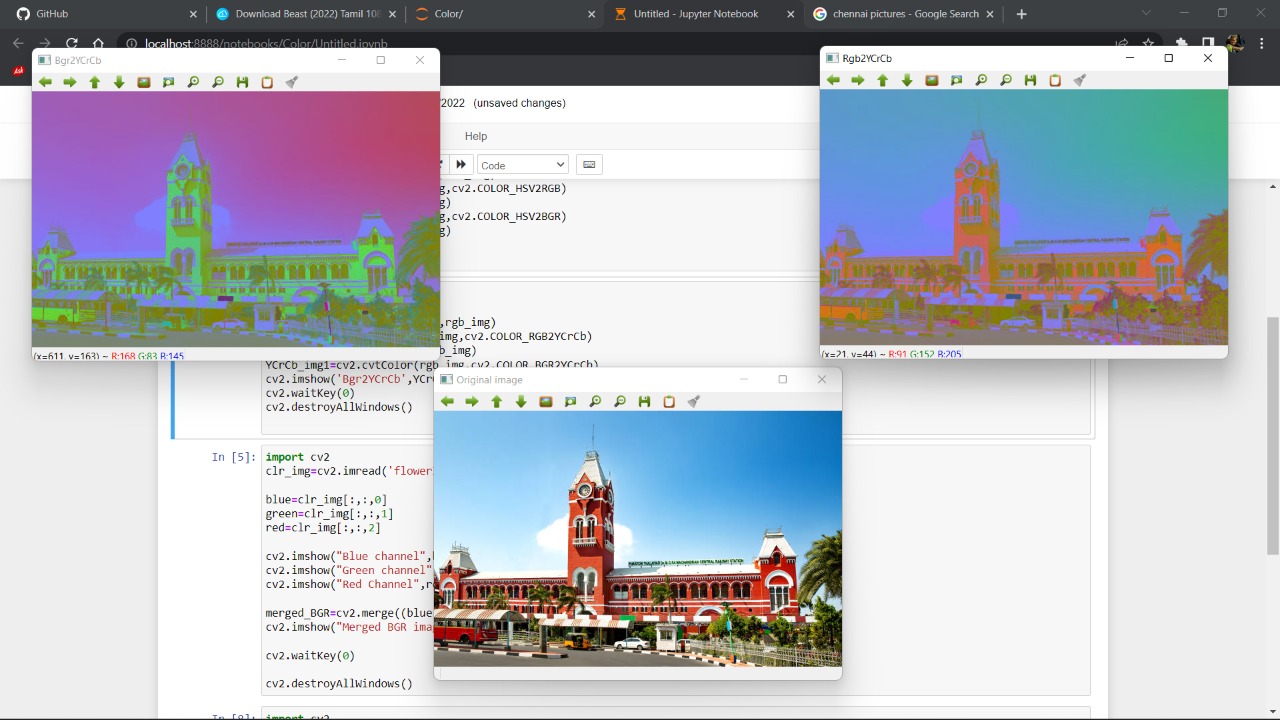 GitHub
Download Beast (2022) Tamil 10
Color/
Untitled - Jupyter Notebook
chennai pictures - Google Search
localhost:8888/notebooks/Color/Untitled.ipynb
Bgr2YCrCb
Rgb2YCrCb
2022 (unsaved changes)
Help
Code
g,cv2.COLOR_HSV2RGB)
g)
g,cv2.COLOR_HSV2BGR)
g)
(x=611, y=163) ~ R:168 G:83 B:145
(x=21, y=44) ~ R:91 G:152 B:205
,rgb_img)
img,cv2.COLOR_RGB2YCrCb)
b_img)
img,cv2.COLOR_BGR2YCrCb)
YCrCb_img1=cv2.cvtColor(rgb
cv2.imshow('Bgr2YCrCb',YCr
cv2.waitKey(0)
cv2.destroyAllWindows()
Original image
In [5]:
import cv2
clr_img=cv2.imread('flower
blue=clr_img[:,:,0]
green=clr_img[:,:,1]
red=clr_img[:,:,2]
cv2.imshow("Blue channel",
cv2.imshow("Green channel"
cv2.imshow("Red Channel",r
merged_BGR=cv2.merge((blue
cv2.imshow("Merged BGR ima
cv2.waitKey(0)
cv2.destroyAllWindows()
In [8]:
import cv2